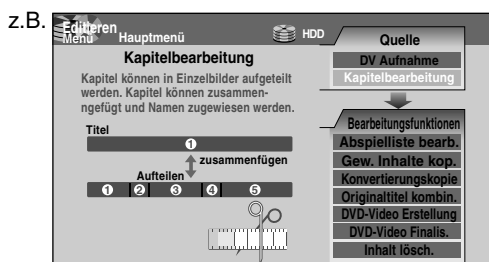 z.B.
Editieren
Menü
Hauptmenü
HDD
Kapitelbearbeitung
Kapitel können in Einzelbilder aufgeteilt
werden. Kapitel können zusammen-
ngefügt und Namen zugewiesen werden.
Titel
1
zusammenfügen
Aufteilen
1 2 3 4 5
Quelle
DV Aufnahme
Kapitelbearbeitung
Bearbeitungsfunktionen
Abspielliste bearb.
Gew. Inhalte kop.
Konvertierungskopie
Originaltitel kombin.
DVD-Video Erstellung
DVD-Video Finalis.
Inhalt lösch.